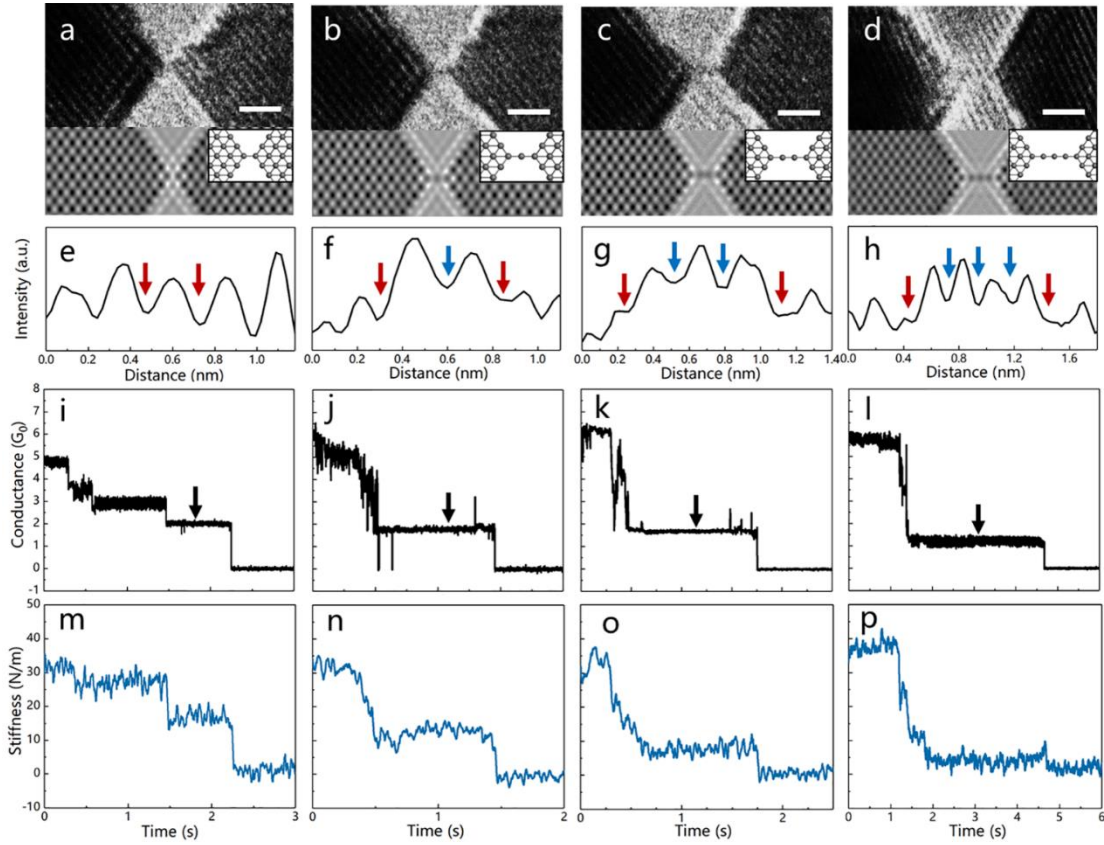 a b c d
e f g h
Intensity (a.u.)
0.0 0.2 0.4 0.6 0.8 1.0
0.0 0.2 0.4 0.6 0.8 1.0
0.0 0.2 0.4 0.6 0.8 1.0 1.2 1.4
0.0 0.4 0.8 1.2 1.6
Distance (nm) Distance (nm) Distance (nm) Distance (nm)
i j k l
Conductance (G₀)
8
7
6
5
4
3
2
1
0
-1
m n o p
Stiffness (N/m)
50
40
30
20
10
0
-10
0 1 2 3
0 1 2
0 1 2
0 1 2 3 4 5 6
Time (s) Time (s) Time (s) Time (s)